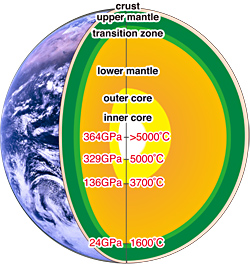 crust
upper mantle
transition zone
lower mantle
outer core
inner core
364GPa - >5000℃
329GPa - 5000℃
136GPa - 3700℃
24GPa 1600℃